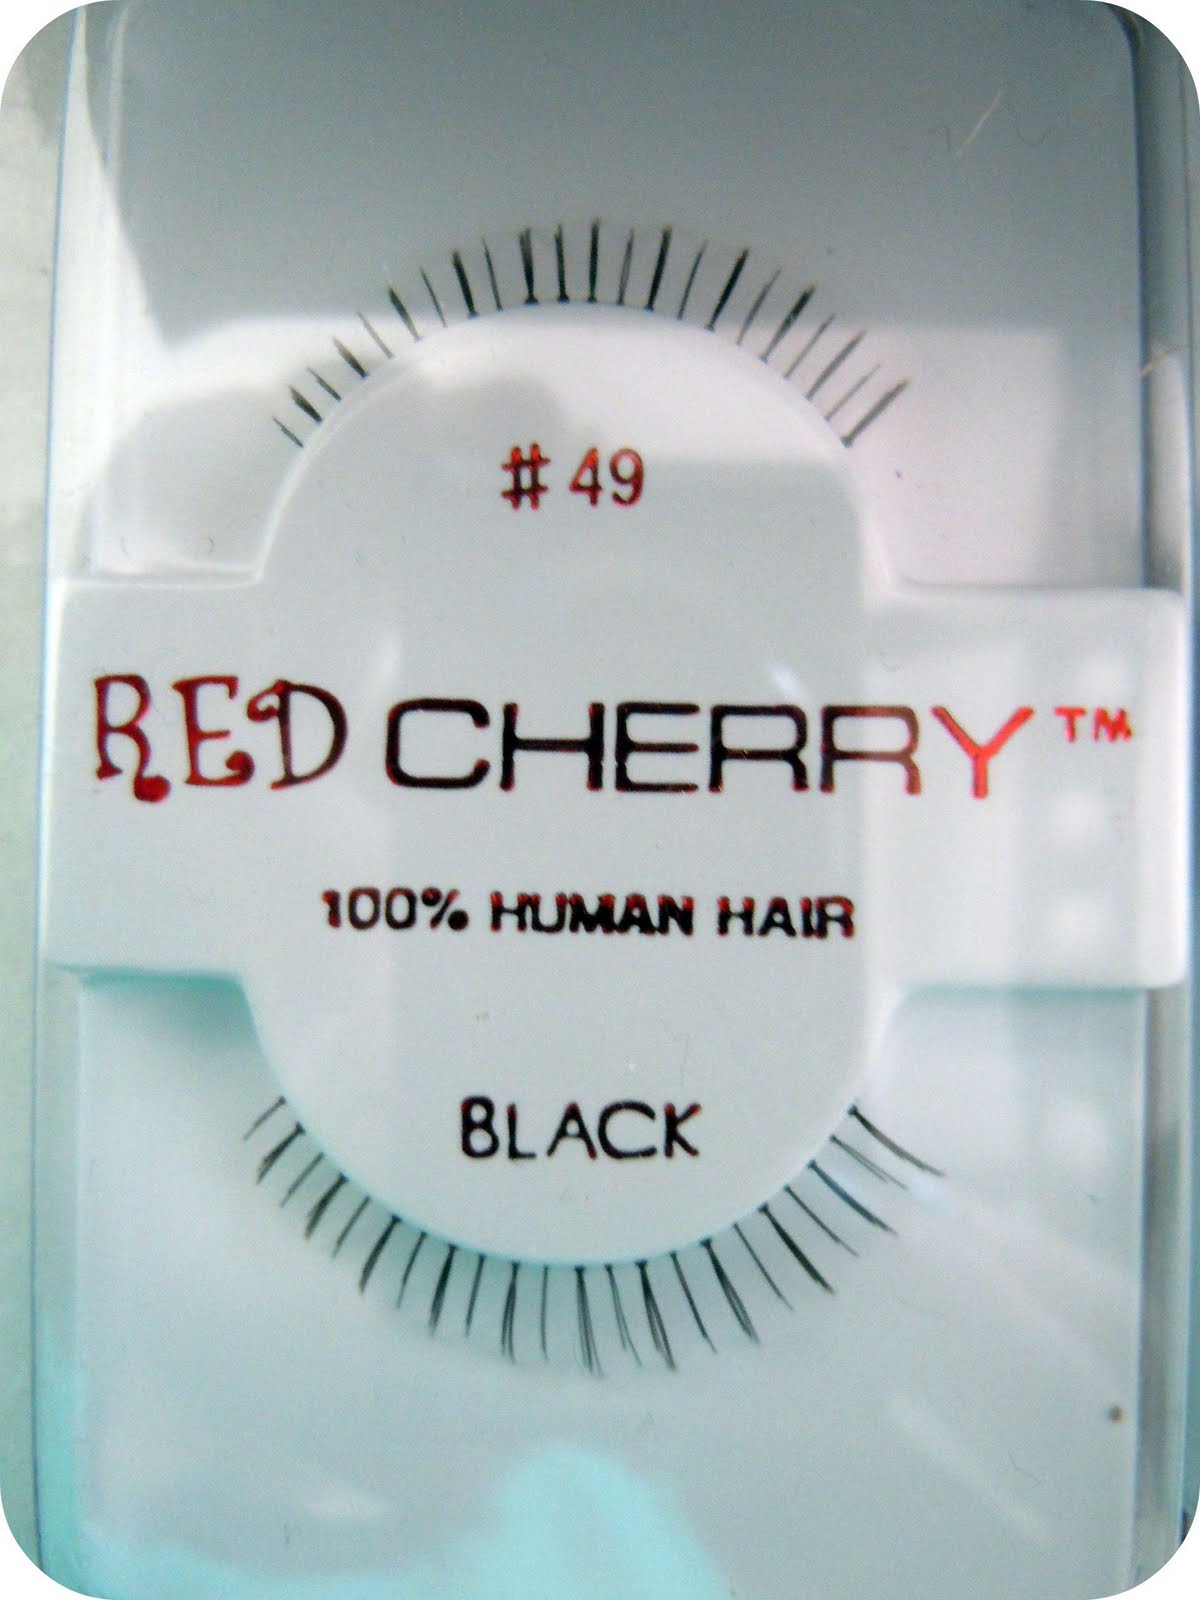 # 49
RED CHERRY™
100% HUMAN HAIR
BLACK